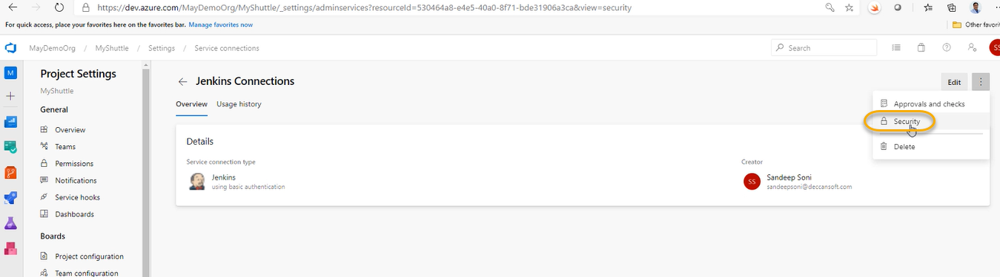 https://dev.azure.com/MayDemoOrg/MyShuttle/_settings/adminservices?resourceId=530464a8-e4e5-40a0-8f71-bde31906a3ca&view=security
For quick access, place your favorites here on the favorites bar. Manage favorites now
Other favorit
MayDemoOrg / MyShuttle / Settings / Service connections
Search
SS
M
Project Settings
MyShuttle
General
Overview
Teams
Permissions
Notifications
Service hooks
Dashboards
Boards
Project configuration
Team configuration
Jenkins Connections
Edit
Overview Usage history
Approvals and checks
Security
Delete
Details
Service connection type
Jenkins
using basic authentication
Creator
SS
Sandeep Soni
sandeepsoni@deccansoft.com